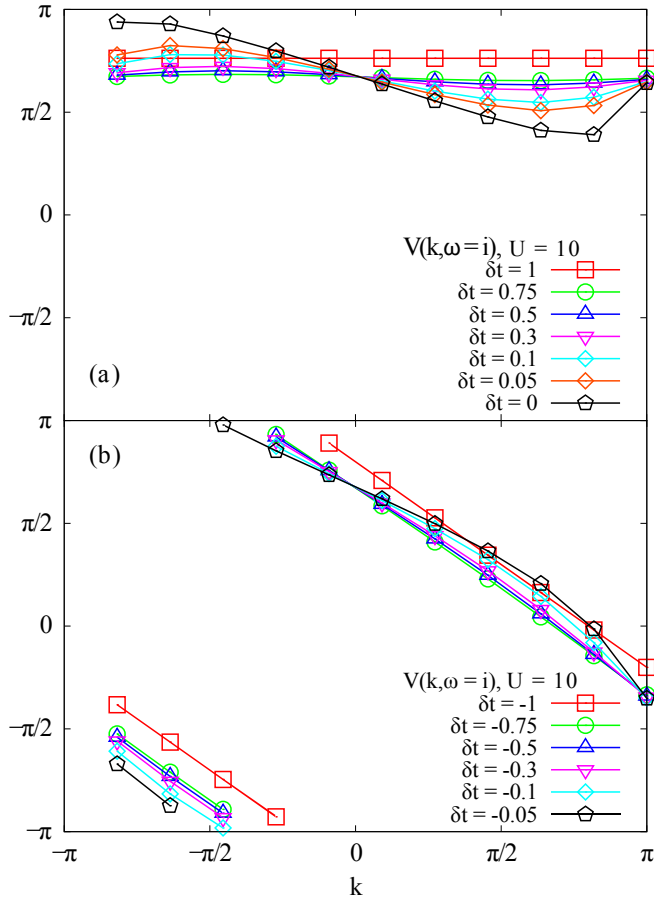 π
π/2
0
−π/2
V(k,ω=i), U = 10
δt = 1
δt = 0.75
δt = 0.5
δt = 0.3
δt = 0.1
δt = 0.05
δt = 0
(a)
π
(b)
π/2
0
−π/2
−π
V(k,ω=i), U = 10
δt = -1
δt = -0.75
δt = -0.5
δt = -0.3
δt = -0.1
δt = -0.05
−π −π/2 0 π/2 π
k